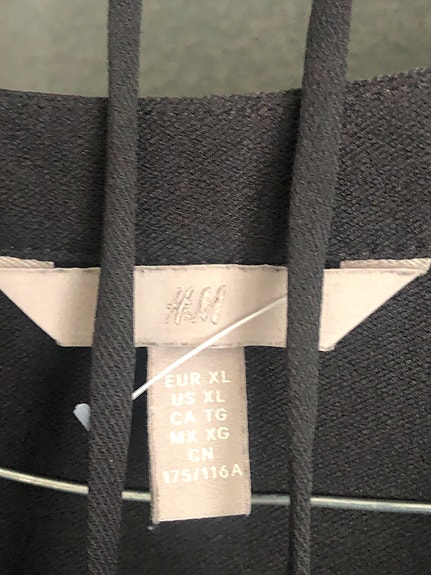 H&M
EUR XL
US XL
CA TG
MX XG
CN
175/116A